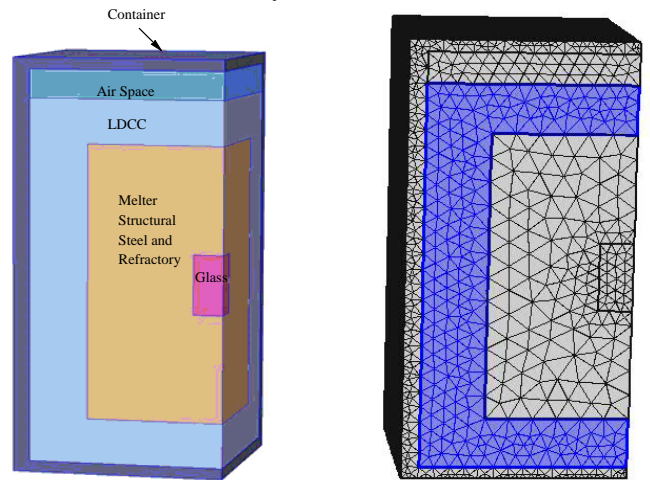 Container
Air Space
LDCC
Melter
Structural
Steel and
Refractory
Glass